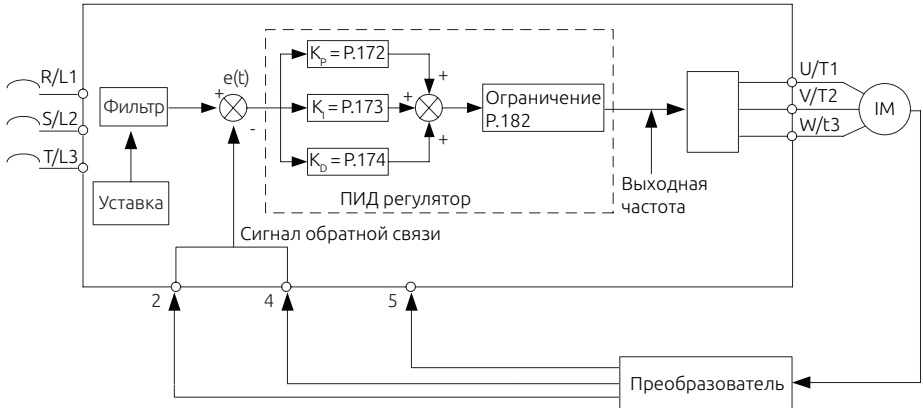 R/L1
S/L2
T/L3
Фильтр
Уставка
e(t)
+
-
K_P = P.172
K_I = P.173
K_D = P.174
+
+
+
Ограничение
P.182
ПИД регулятор
Выходная
частота
U/T1
V/T2
W/t3
IM
Сигнал обратной связи
2
4
5
Преобразователь